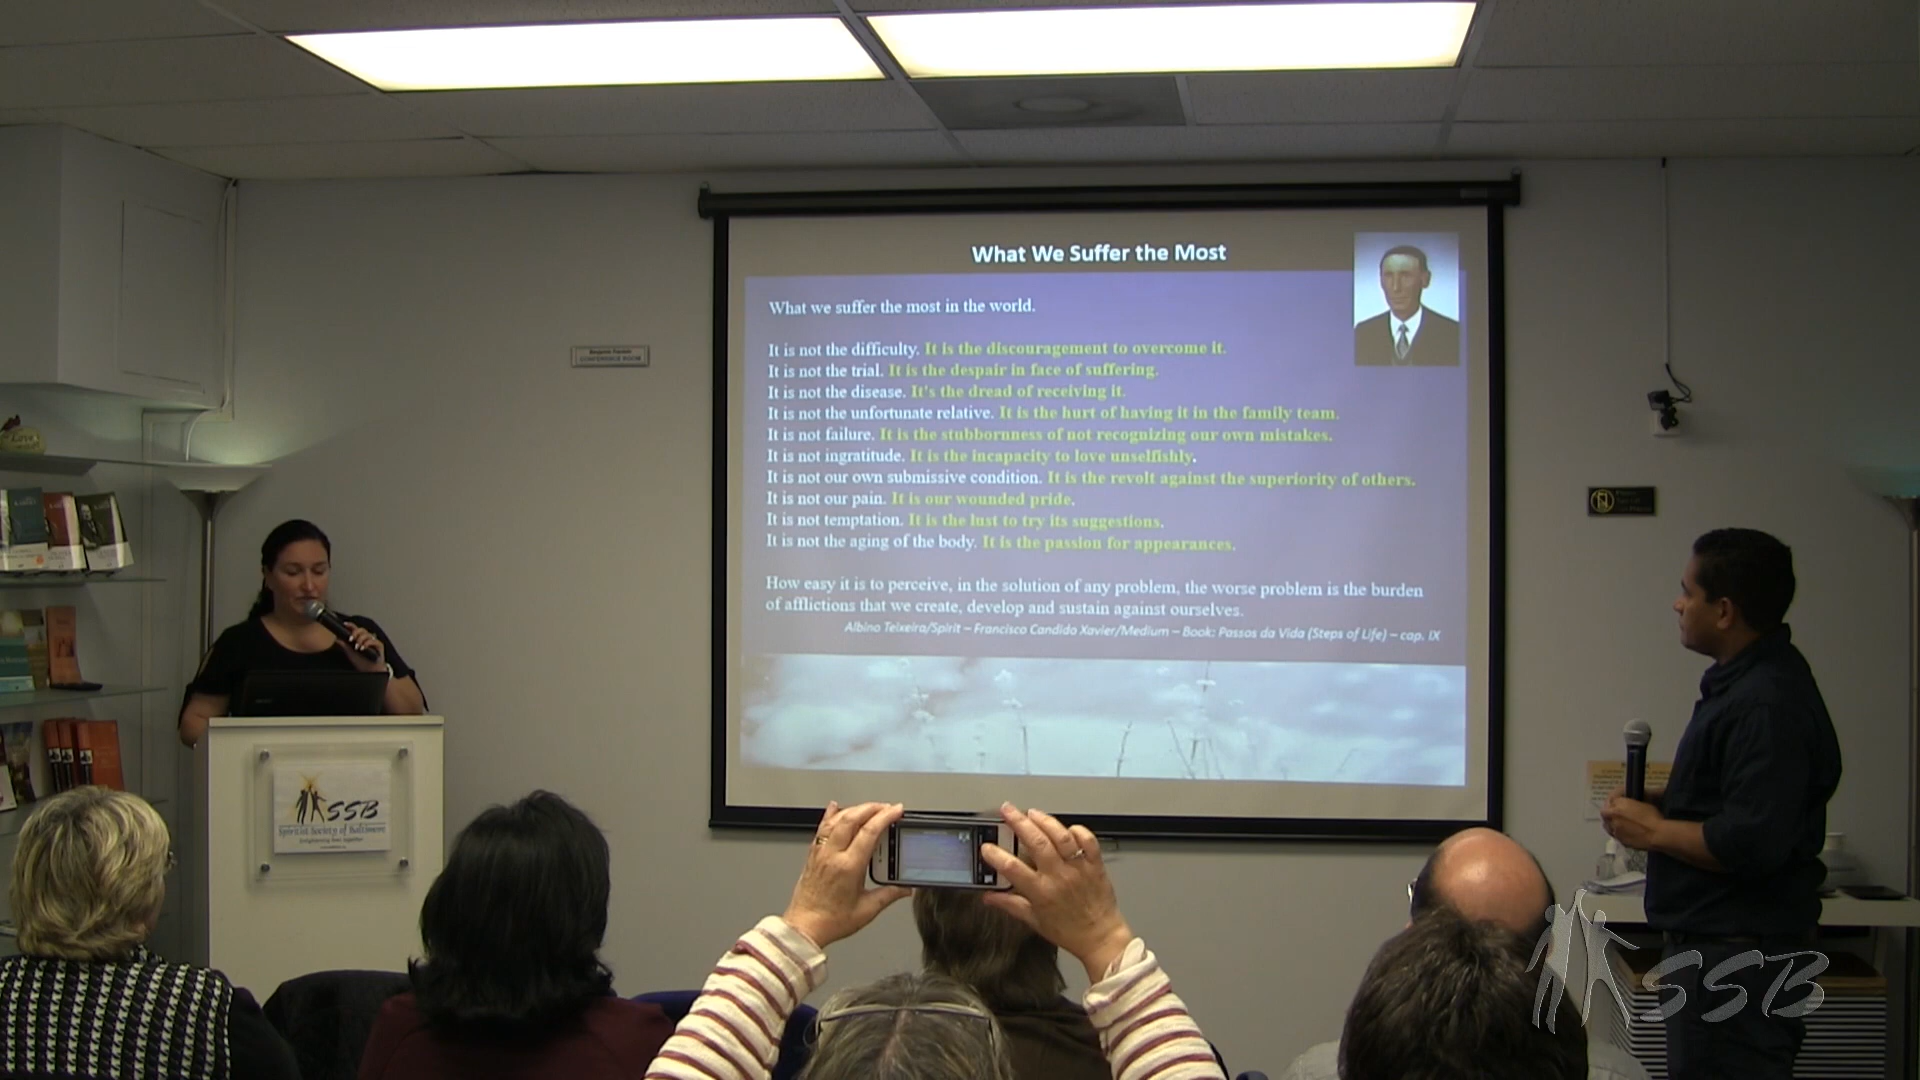 What We Suffer the Most
What we suffer the most in the world.
It is not the difficulty. It is the discouragement to overcome it.
It is not the trial. It is the despair in face of suffering.
It is not the disease. It's the dread of receiving it.
It is not the unfortunate relative. It is the hurt of having it in the family team.
It is not failure. It is the stubbornness of not recognizing our own mistakes.
It is not ingratitude. It is the incapacity to love unselfishly.
It is not our own submissive condition. It is the revolt against the superiority of others.
It is not our pain. It is our wounded pride.
It is not temptation. It is the lust to try its suggestions.
It is not the aging of the body. It is the passion for appearances.
How easy it is to perceive, in the solution of any problem, the worse problem is the burden
of afflictions that we create, develop and sustain against ourselves.
Albino Teixeira/Spirit – Francisco Candido Xavier/Medium – Book: Passos da Vida (Steps of Life) – cap. IX
CONFERENCE ROOM
SSB
Spiritist Society of Baltimore
SSB